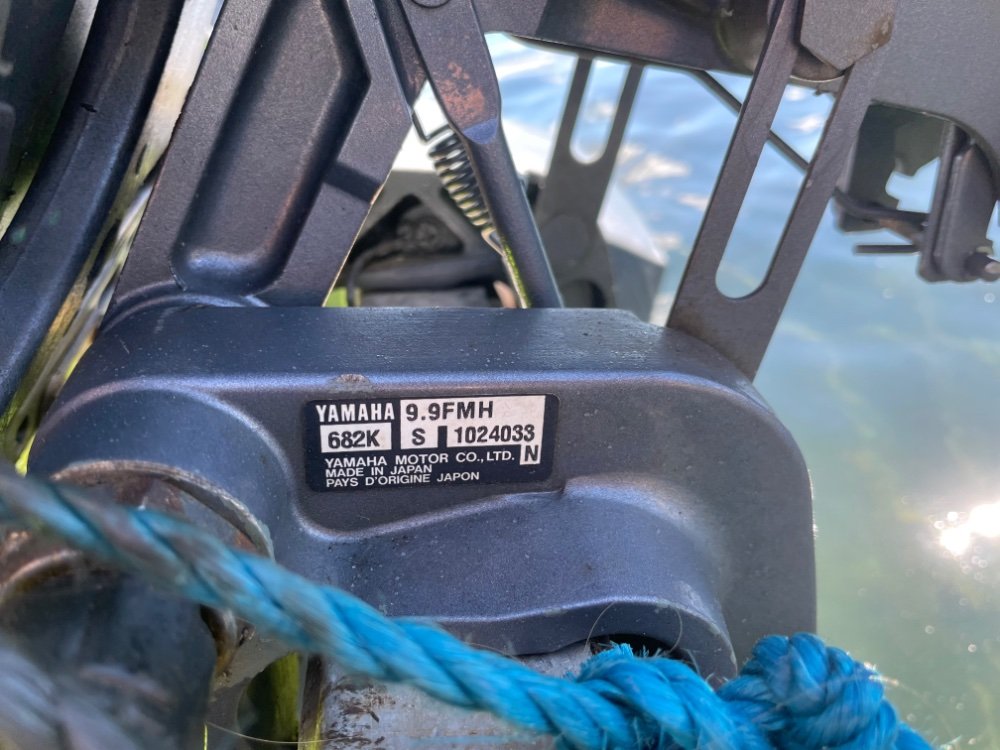 YAMAHA 9.9FMH
682K S 1024033
YAMAHA MOTOR CO., LTD. N
MADE IN JAPAN
PAYS D'ORIGINE JAPON